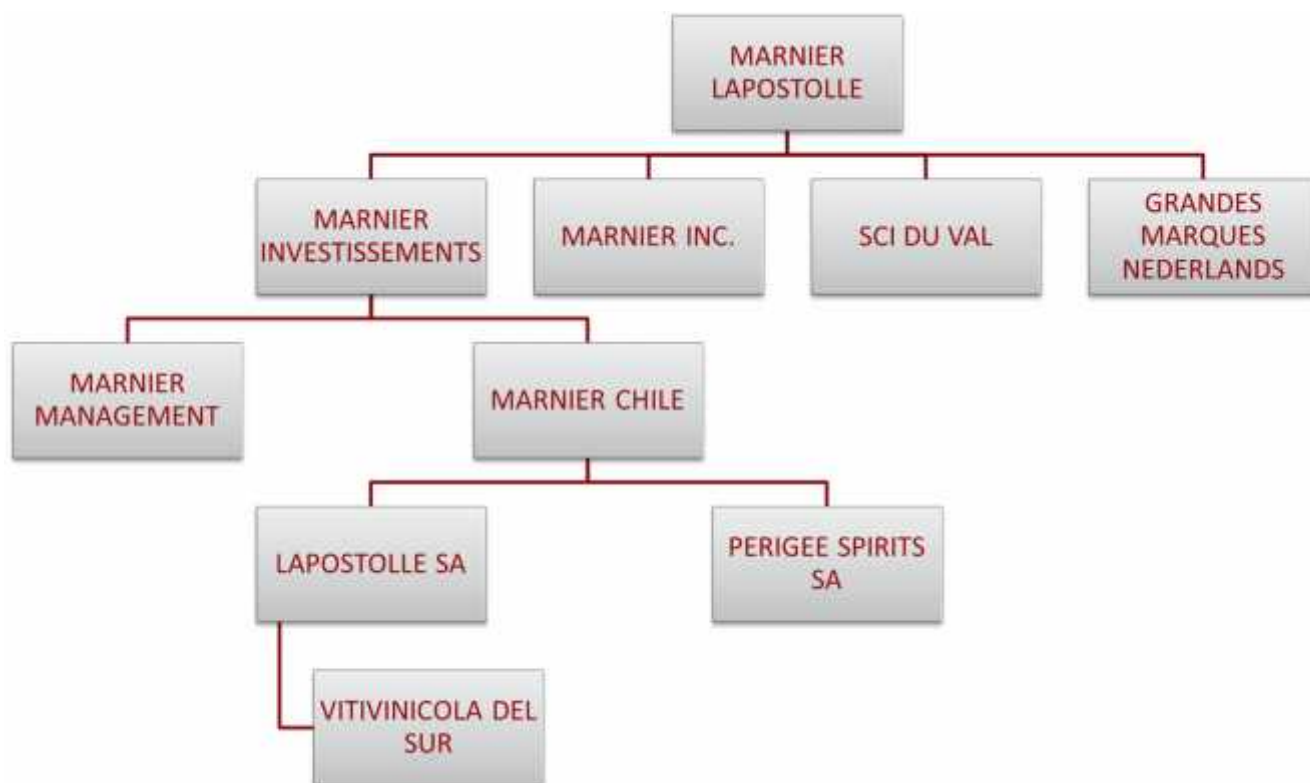 MARNIER
LAPOSTOLLE
MARNIER
INVESTISSEMENTS
MARNIER INC.
SCI DU VAL
GRANDES
MARQUES
NEDERLANDS
MARNIER
MANAGEMENT
MARNIER CHILE
LAPOSTOLLE SA
PERIGEE SPIRITS
SA
VITIVINICOLA DEL
SUR